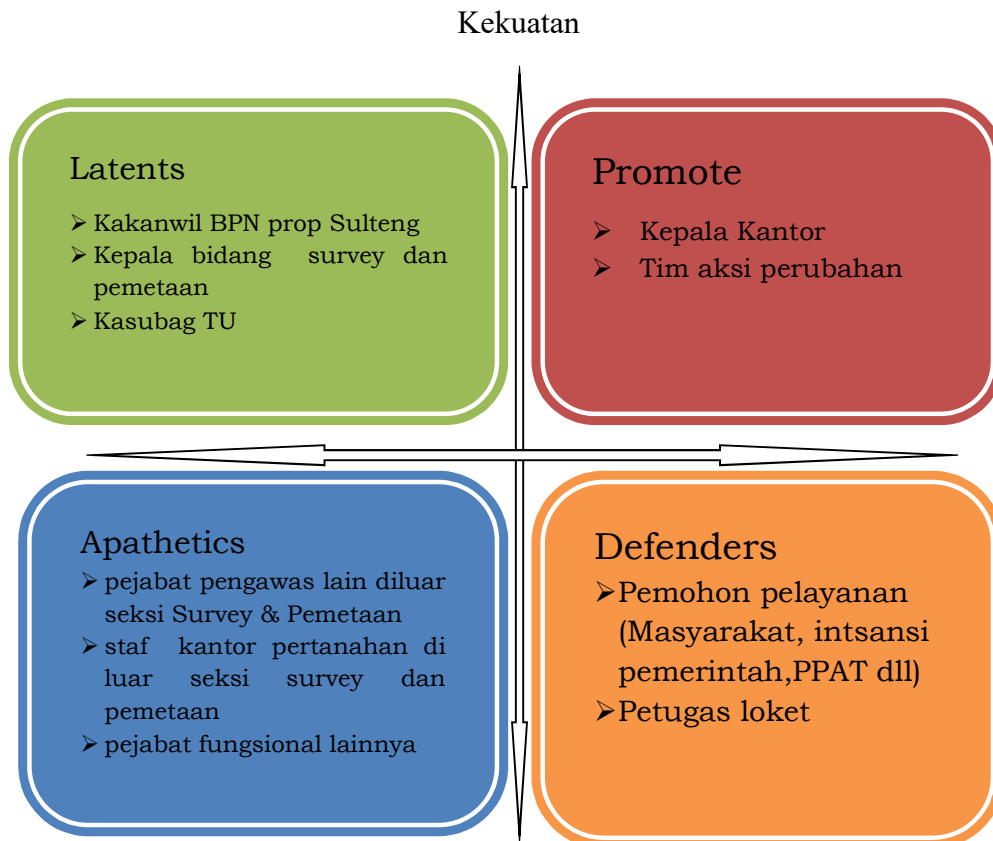 Kekuatan
Latents
➢ Kakanwil BPN prop Sulteng
➢ Kepala bidang survey dan
pemetaan
➢ Kasubag TU
Promote
➢ Kepala Kantor
➢ Tim aksi perubahan
Apathetics
➢ pejabat pengawas lain diluar
seksi Survey & Pemetaan
➢ staf kantor pertanahan di
luar seksi survey dan
pemetaan
➢ pejabat fungsional lainnya
Defenders
➢Pemohon pelayanan
(Masyarakat, intsansi
pemerintah,PPAT dll)
➢Petugas loket